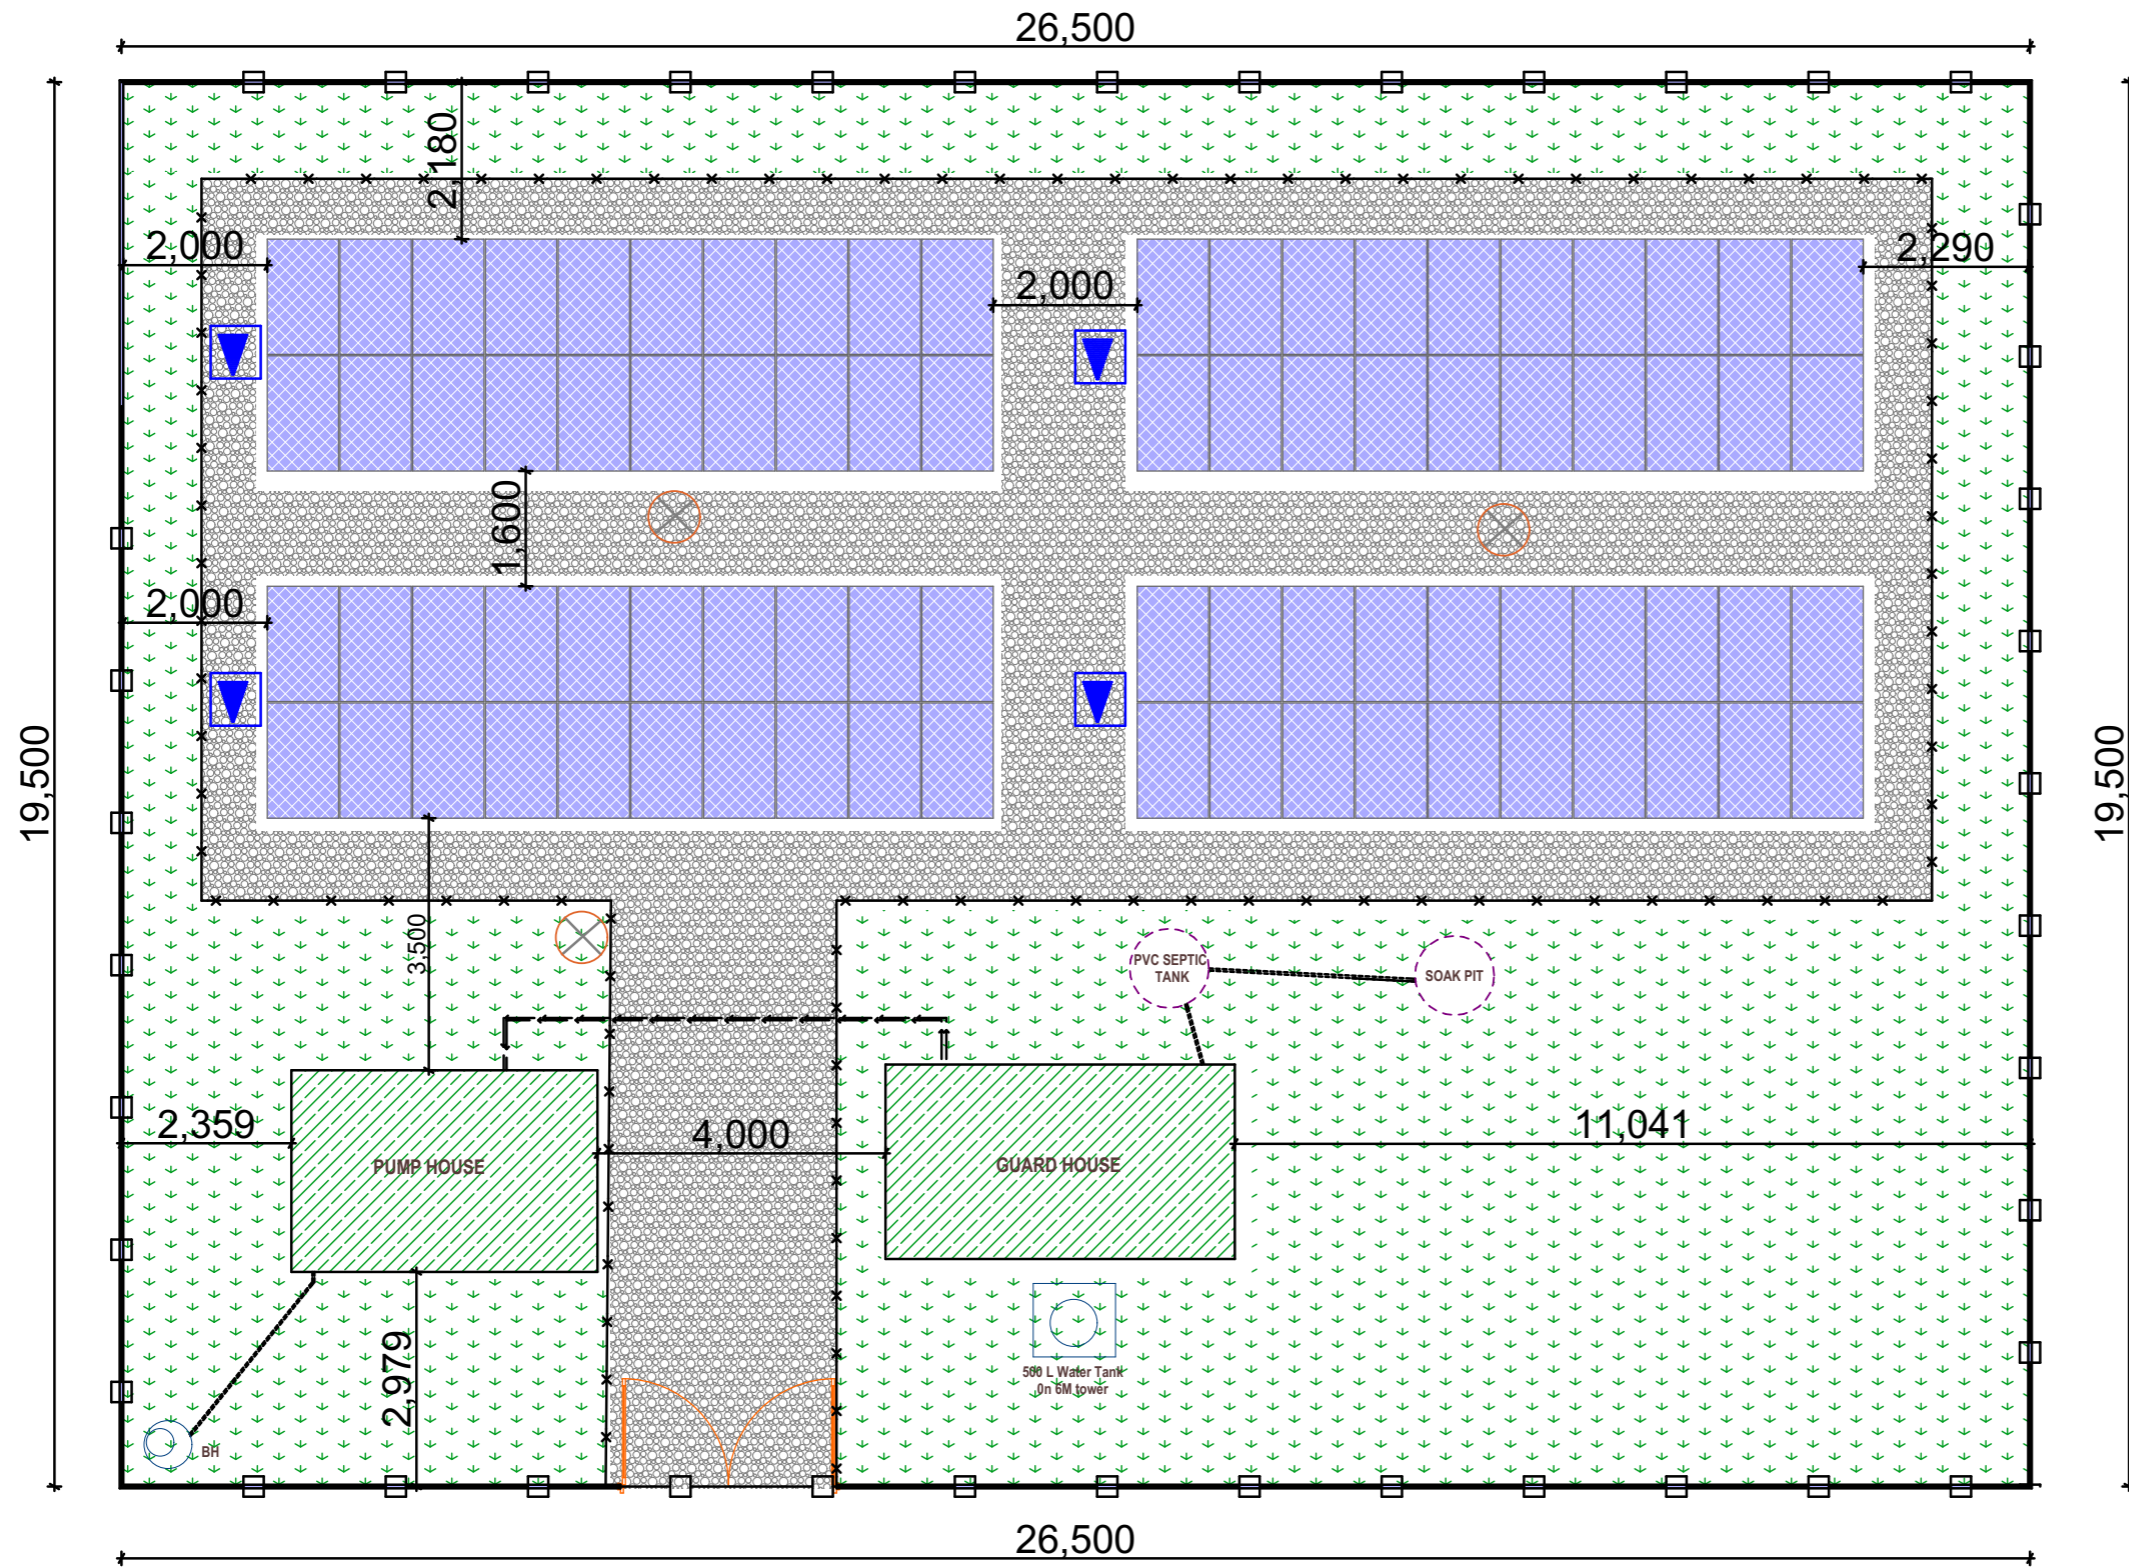 26,500
2,180
2,000
2,290
2,000
1,600
2,000
19,500
19,500
3,500
PVC SEPTIC
TANK
SOAK PIT
2,359
4,000
11,041
PUMP HOUSE
GUARD HOUSE
2,979
500 L Water Tank
0n 6M tower
BH
26,500